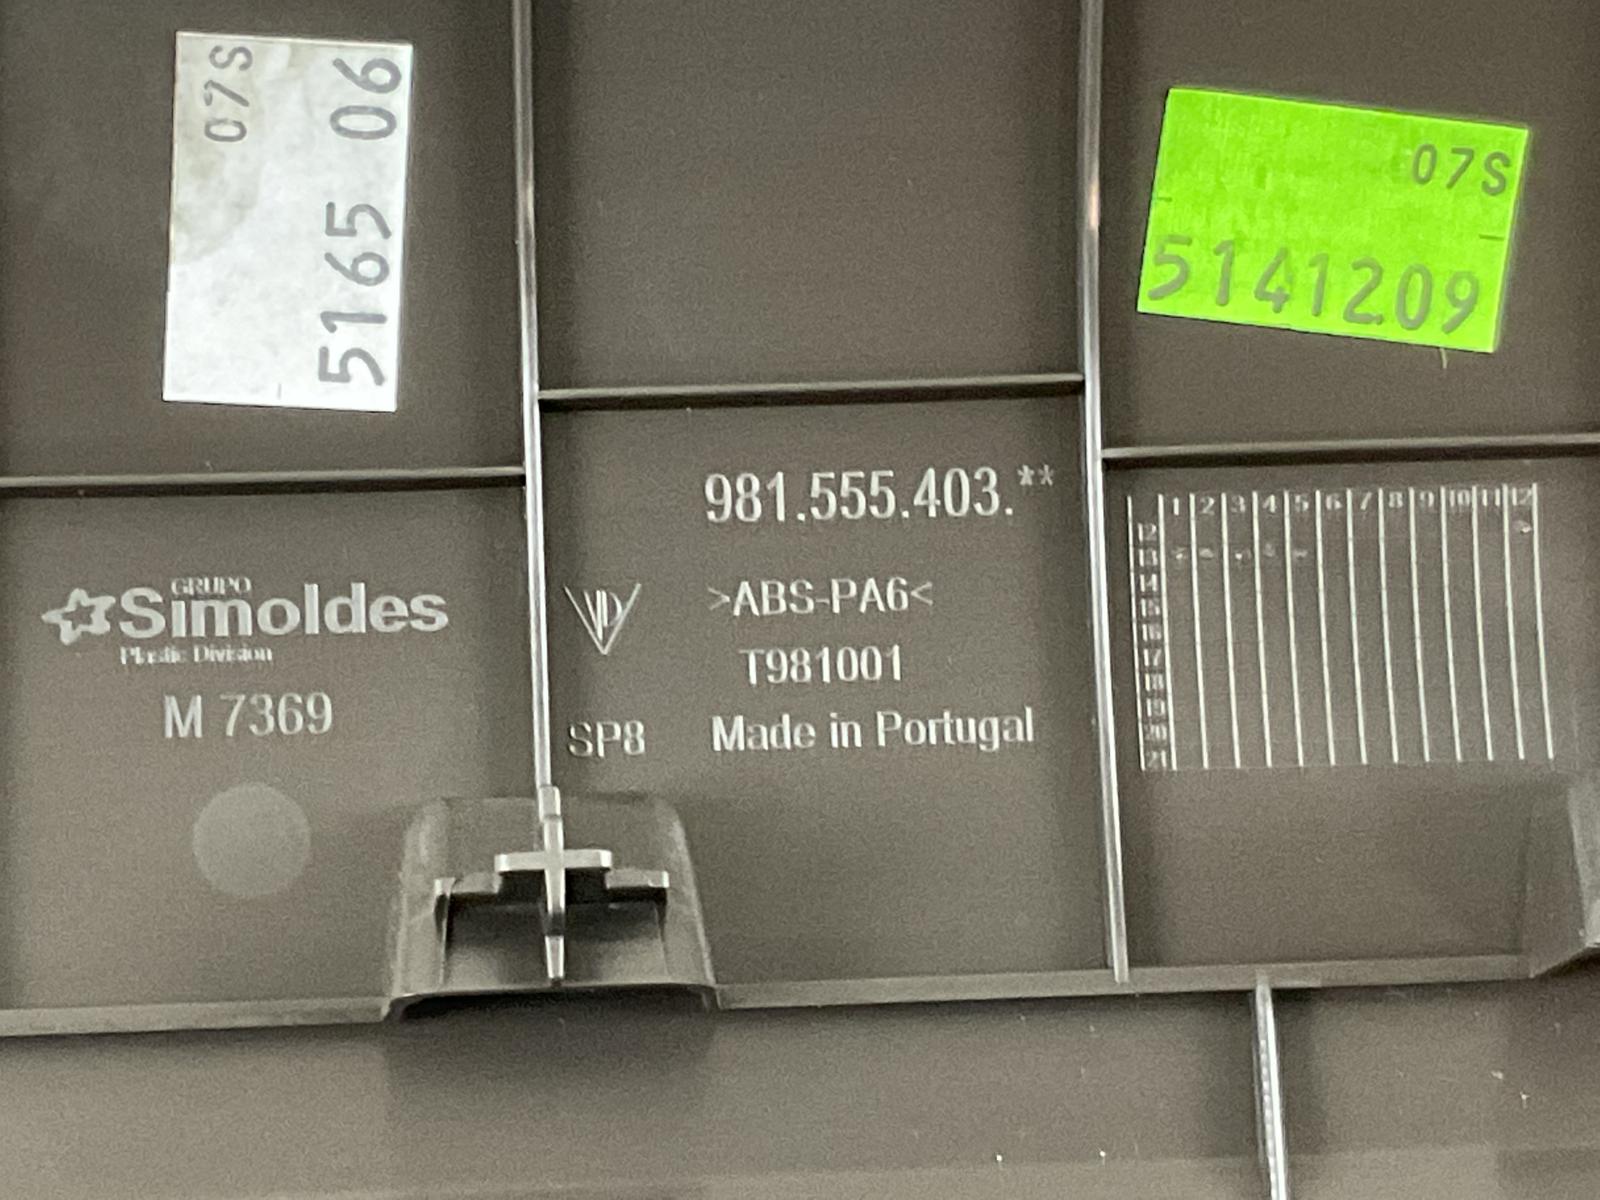 07S
5165 06
07S
5141209
GRUPO
Simoldes
Plastic Division
M 7369
981.555.403.**
>ABS-PA6<
T981001
SP8 Made in Portugal
1 2 3 4 5 6 7 8 9 10 11 12
12
13
14
15
16
17
18
19
20
21